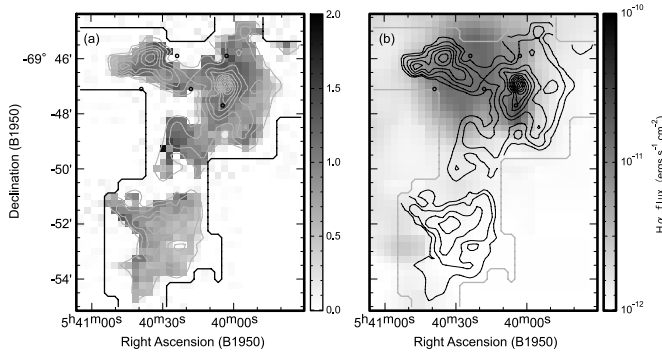 (a)
(b)
2.0
1.5
1.0
0.5
0.0
10⁻¹⁰
10⁻¹¹
10⁻¹²
Hα flux (ergs s⁻¹ cm⁻²)
Declination (B1950)
-69° 46'
-48'
-50'
-52'
-54'
5ʰ41ᵐ00ˢ 40ᵐ30ˢ 40ᵐ00ˢ
Right Ascension (B1950)
5ʰ41ᵐ00ˢ 40ᵐ30ˢ 40ᵐ00ˢ
Right Ascension (B1950)